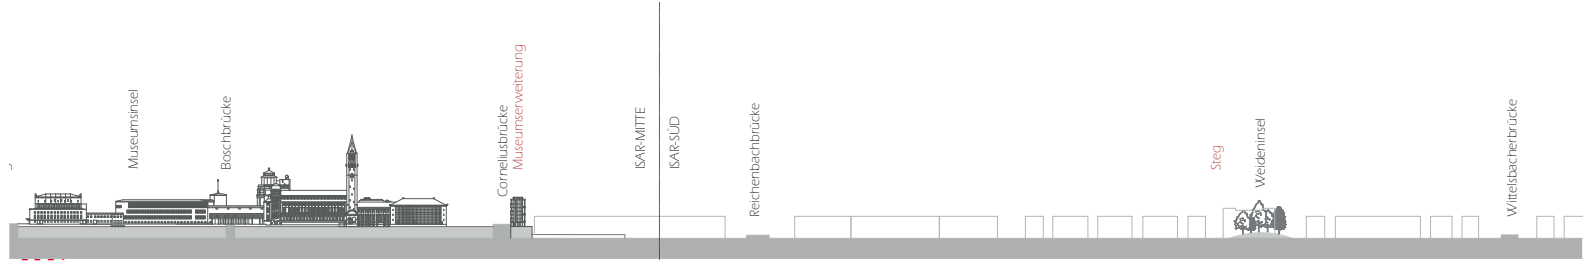 Museumsinsel
Boschbrücke
Corneliusbrücke
Museumserweiterung
ISAR-MITTE
ISAR-SÜD
Reichenbachbrücke
Steg
Weideninsel
Wittelsbacherbrücke